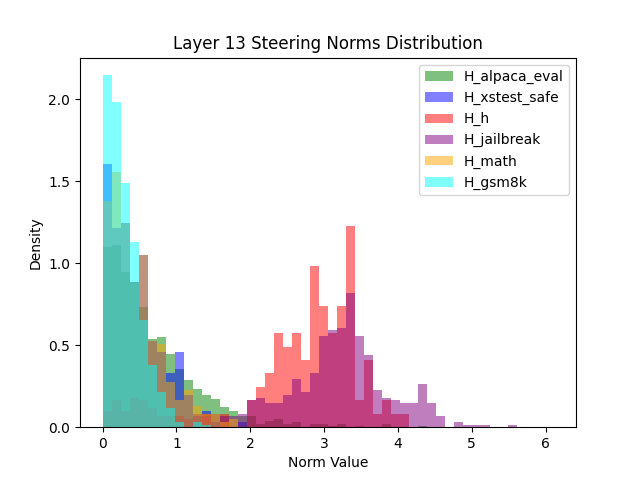 Layer 13 Steering Norms Distribution
H_alpaca_eval
H_xstest_safe
H_h
H_jailbreak
H_math
H_gsm8k
2.0
1.5
1.0
0.5
0.0
Density
0 1 2 3 4 5 6
Norm Value